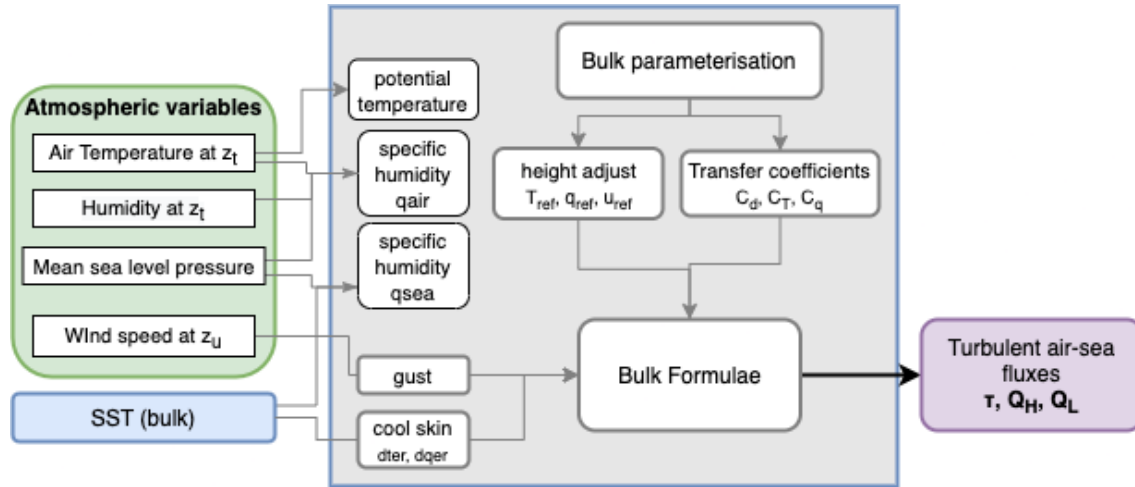 Atmospheric variables
Air Temperature at zt
Humidity at zt
Mean sea level pressure
WInd speed at zu
SST (bulk)
potential
temperature
specific
humidity
qair
specific
humidity
qsea
gust
cool skin
dter, dqer
Bulk parameterisation
height adjust
Tref, qref, uref
Transfer coefficients
Cd, CT, Cq
Bulk Formulae
Turbulent air-sea
fluxes
τ, QH, QL